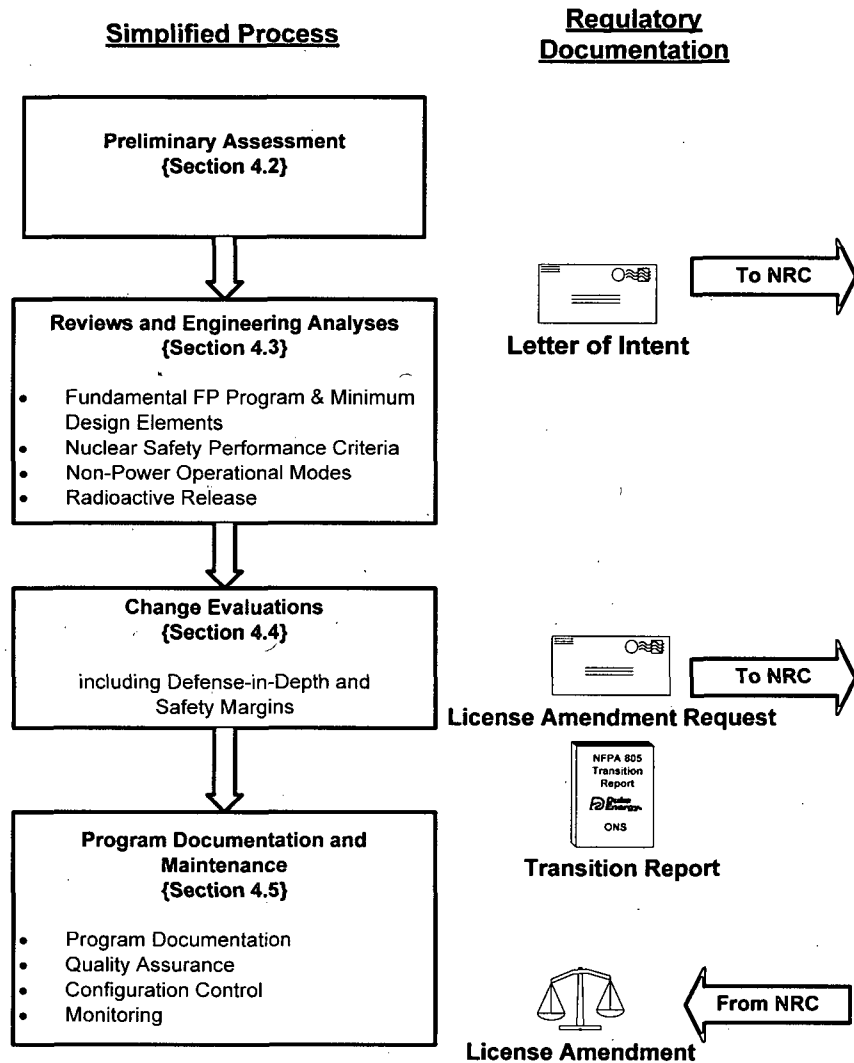 Simplified Process
Regulatory
Documentation
Preliminary Assessment
{Section 4.2}
To NRC
Letter of Intent
Reviews and Engineering Analyses
{Section 4.3}
• Fundamental FP Program & Minimum
Design Elements
• Nuclear Safety Performance Criteria
• Non-Power Operational Modes
• Radioactive Release
Change Evaluations
{Section 4.4}
including Defense-in-Depth and
Safety Margins
To NRC
License Amendment Request
NFPA 805
Transition
Report
Duke
Energy.
ONS
Transition Report
Program Documentation and
Maintenance
{Section 4.5}
• Program Documentation
• Quality Assurance
• Configuration Control
• Monitoring
From NRC
License Amendment